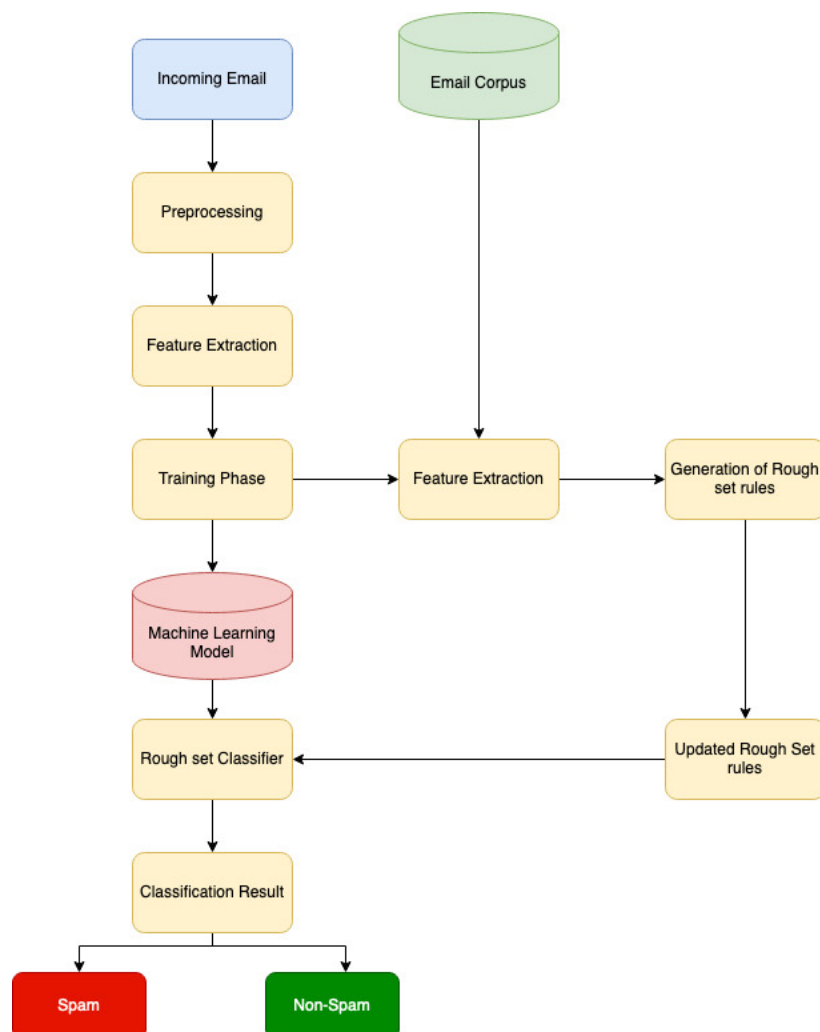 Incoming Email
Email Corpus
Preprocessing
Feature Extraction
Training Phase
Feature Extraction
Generation of Rough
set rules
Machine Learning
Model
Rough set Classifier
Updated Rough Set
rules
Classification Result
Spam
Non-Spam